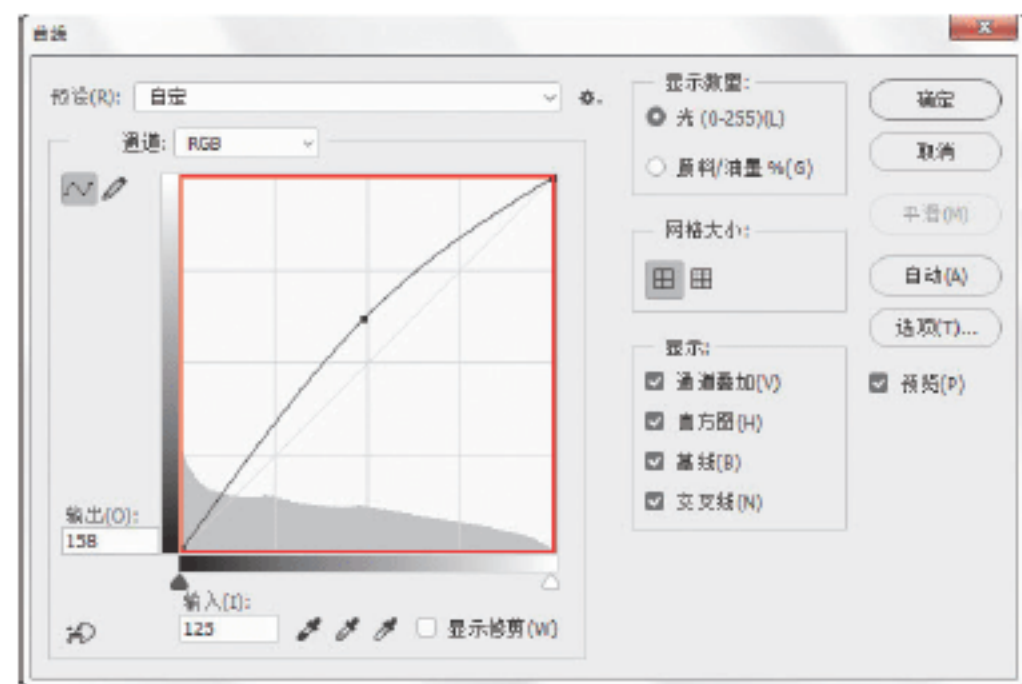 曲线
x
预设(R): 自定
通道: RGB
输出(O):
158
输入(I):
125
显示修剪(W)
显示数量:
光 (0-255)(L)
颜料/油墨 %(G)
网格大小:
显示:
通道叠加(V)
直方图(H)
基线(B)
交叉线(N)
确定
取消
平滑(M)
自动(A)
选项(T)...
预览(P)